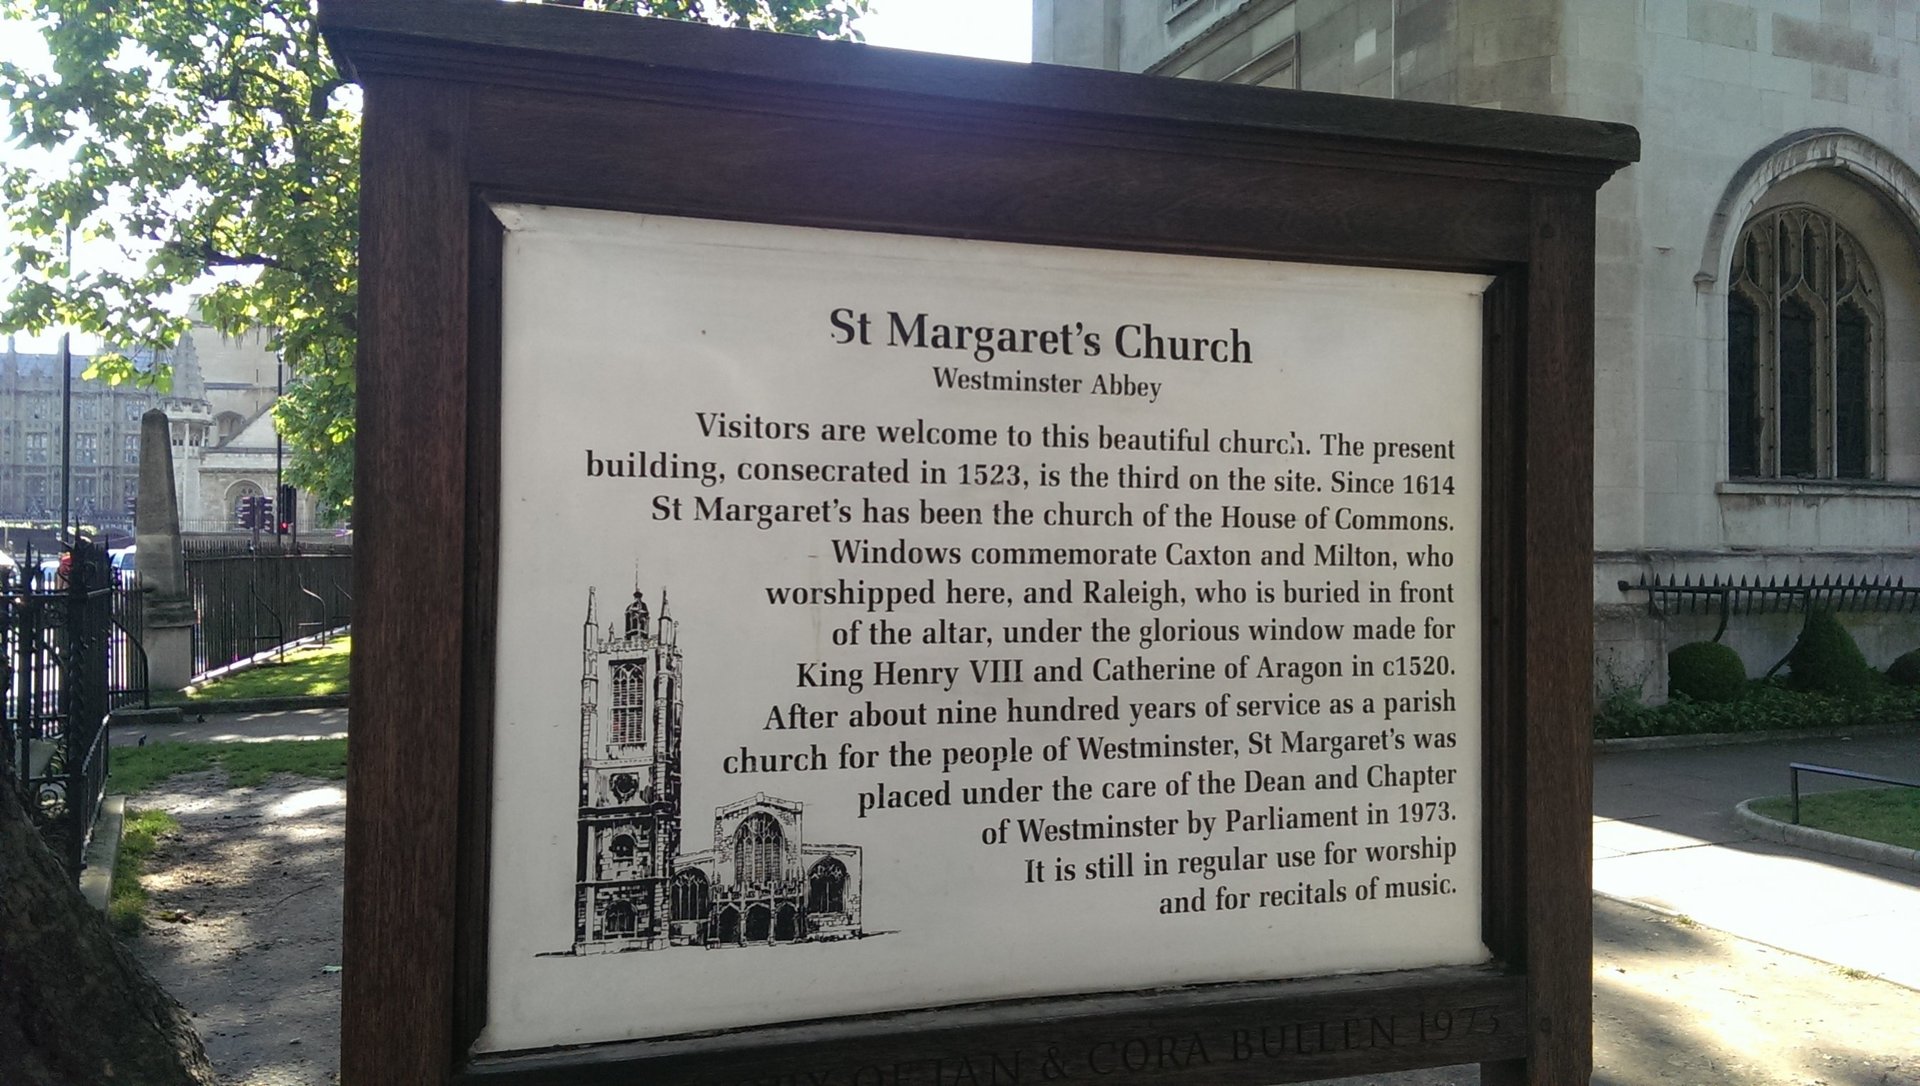 St Margaret's Church
Westminster Abbey
Visitors are welcome to this beautiful church. The present
building, consecrated in 1523, is the third on the site. Since 1614
St Margaret's has been the church of the House of Commons.
Windows commemorate Caxton and Milton, who
worshipped here, and Raleigh, who is buried in front
of the altar, under the glorious window made for
King Henry VIII and Catherine of Aragon in c1520.
After about nine hundred years of service as a parish
church for the people of Westminster, St Margaret's was
placed under the care of the Dean and Chapter
of Westminster by Parliament in 1973.
It is still in regular use for worship
and for recitals of music.
OF IAN & CORA BULLEN 1975